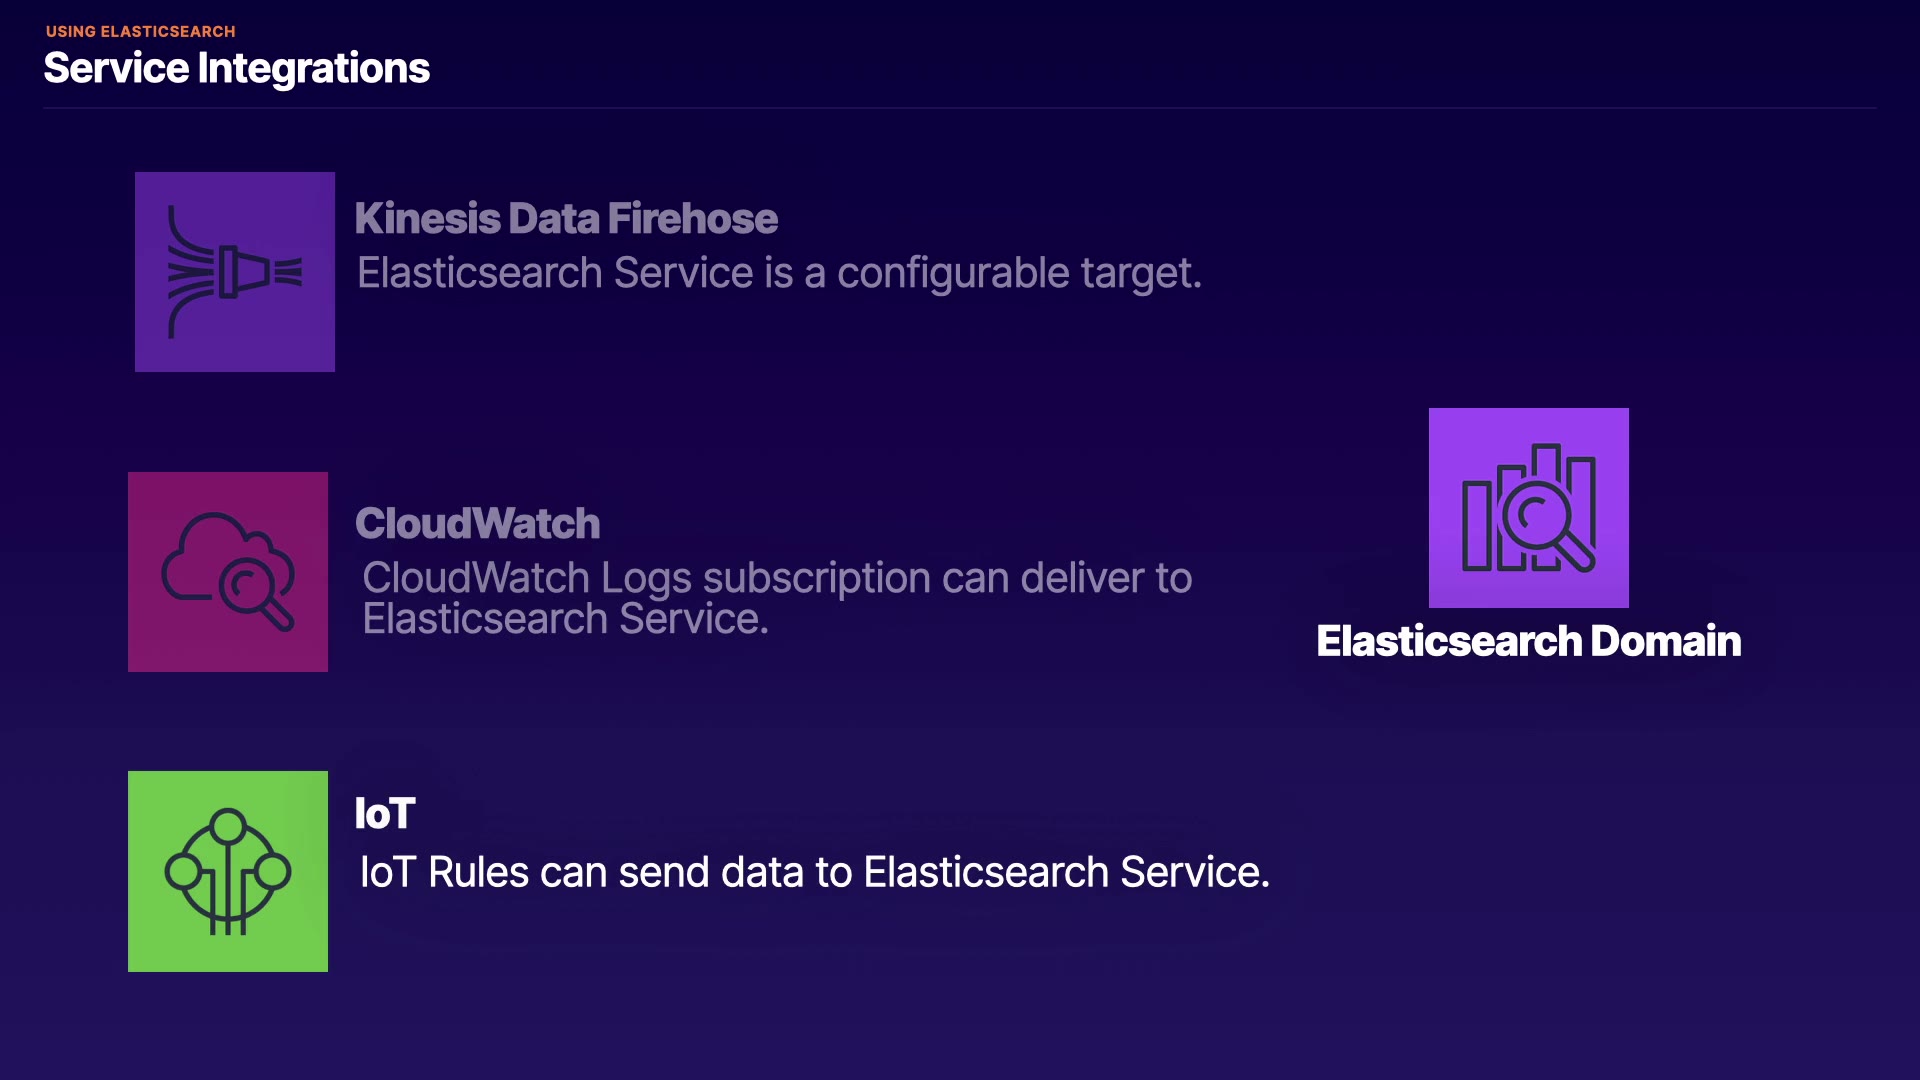 USING ELASTICSEARCH
Service Integrations
Kinesis Data Firehose
Elasticsearch Service is a configurable target.
CloudWatch
CloudWatch Logs subscription can deliver to
Elasticsearch Service.
Elasticsearch Domain
IoT
IoT Rules can send data to Elasticsearch Service.